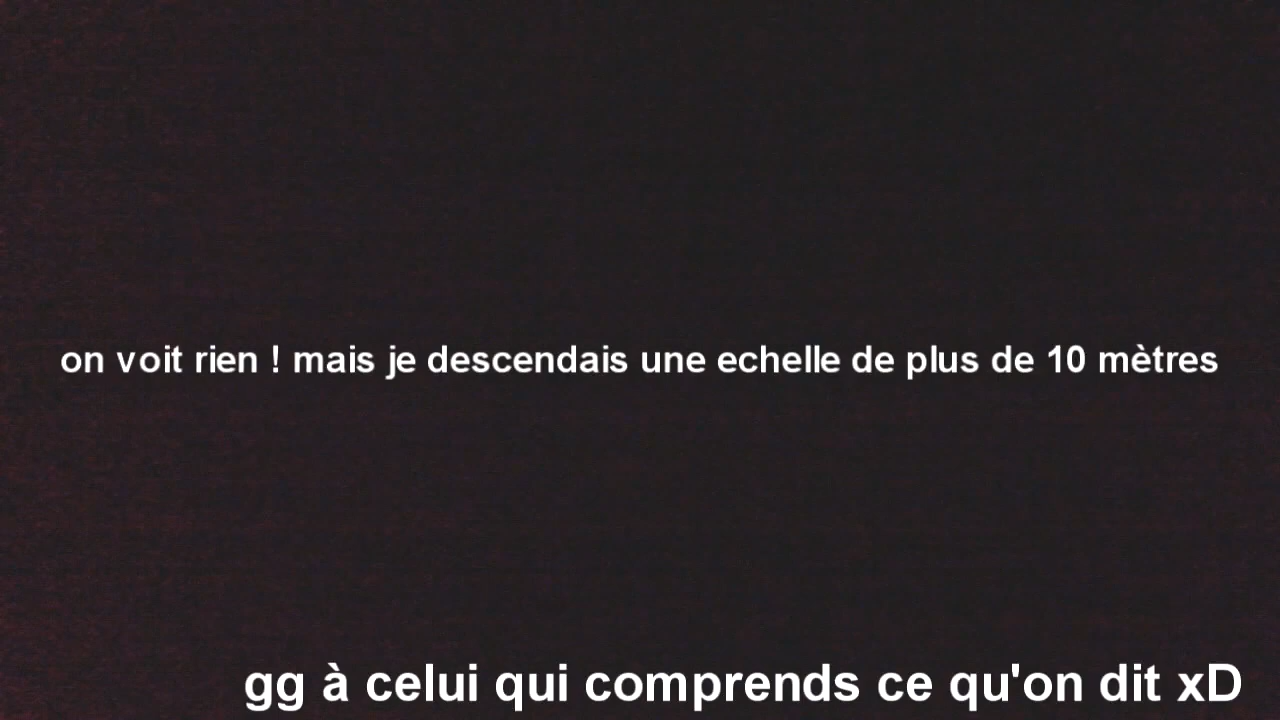 on voit rien ! mais je descendais une echelle de plus de 10 mètres
gg à celui qui comprends ce qu'on dit xD